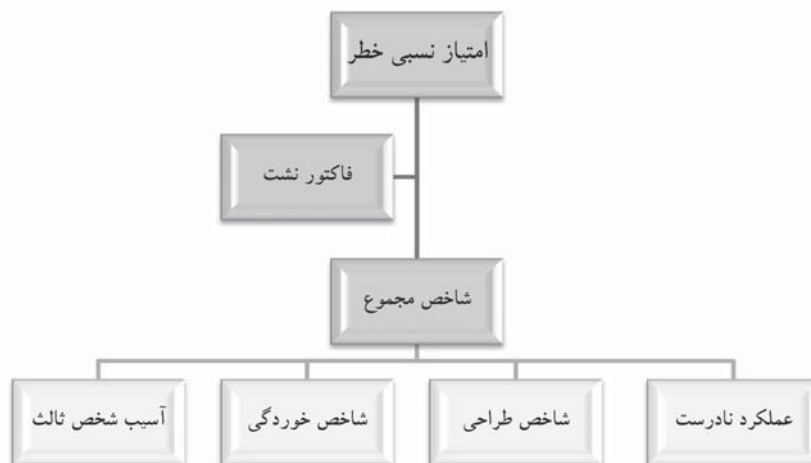 امتیاز نسبی خطر
فاکتور نشت
شاخص مجموع
عملکرد نادرست
شاخص طراحی
شاخص خوردگی
آسیب شخص ثالث